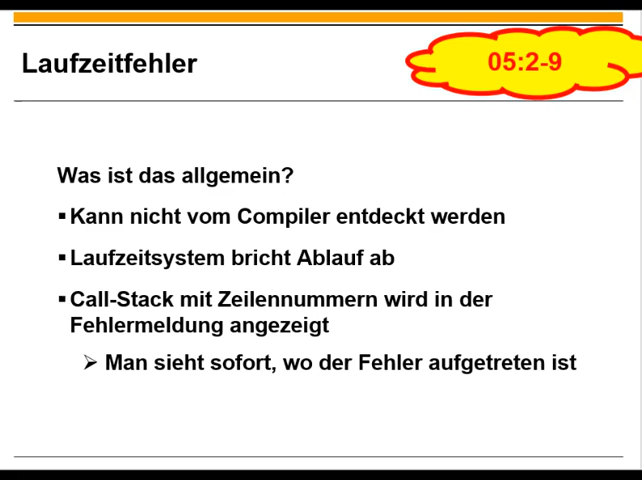 Laufzeitfehler
05:2-9
Was ist das allgemein?
▪Kann nicht vom Compiler entdeckt werden
▪Laufzeitsystem bricht Ablauf ab
▪Call-Stack mit Zeilennummern wird in der
Fehlermeldung angezeigt
➢ Man sieht sofort, wo der Fehler aufgetreten ist